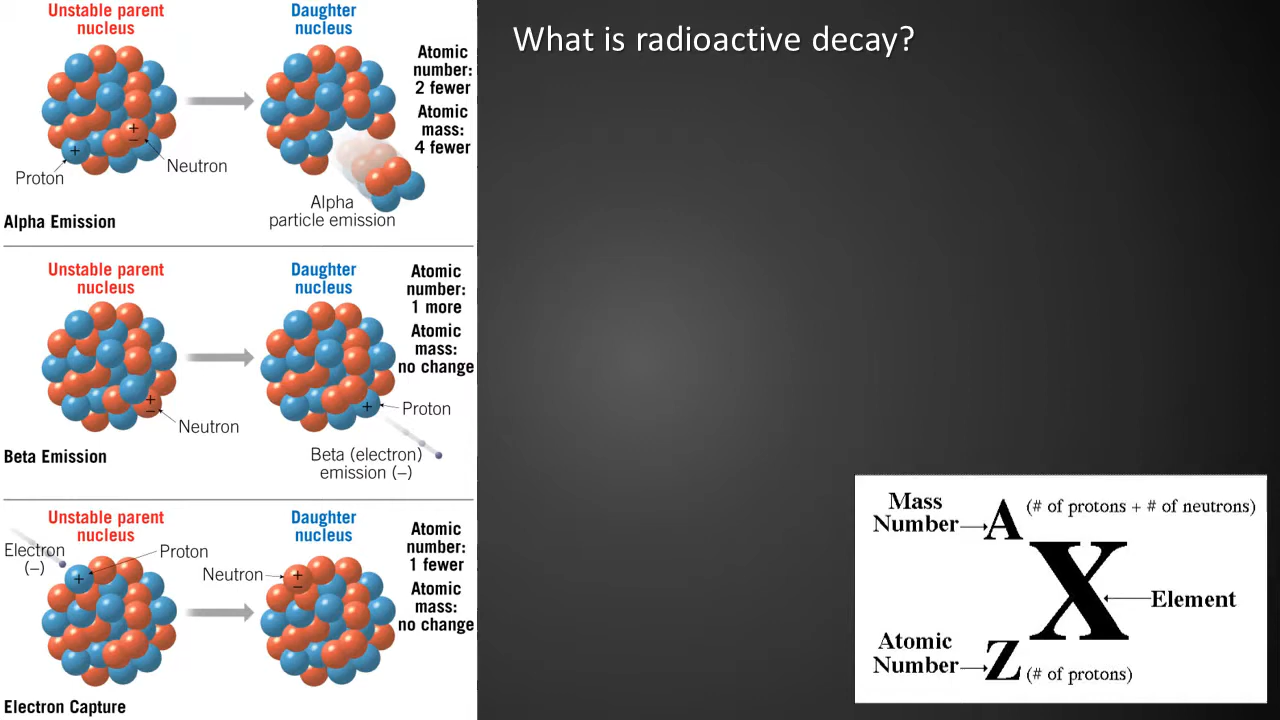 What is radioactive decay?
Unstable parent
nucleus
Daughter
nucleus
Atomic
number:
2 fewer
Atomic
mass:
4 fewer
+
−
+
Proton
Neutron
Alpha
particle emission
Alpha Emission
Unstable parent
nucleus
Daughter
nucleus
Atomic
number:
1 more
Atomic
mass:
no change
+
−
Neutron
+
Proton
Beta (electron)
emission (–)
Beta Emission
Unstable parent
nucleus
Daughter
nucleus
Atomic
number:
1 fewer
Atomic
mass:
no change
Electron
(–)
+
Proton
Neutron
+
−
Electron Capture
Mass
Number
A
(# of protons + # of neutrons)
X
Element
Atomic
Number
Z
(# of protons)